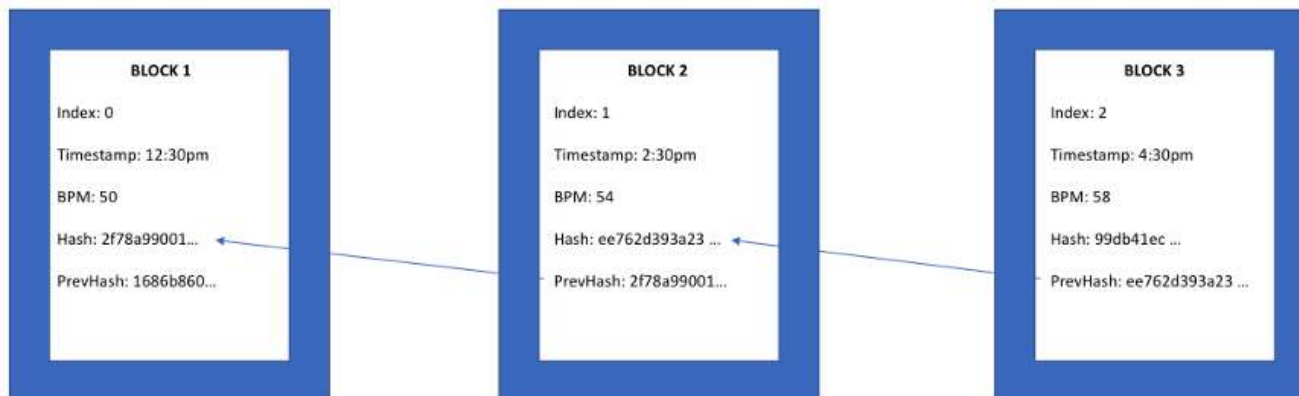 BLOCK 1
Index: 0
Timestamp: 12:30pm
BPM: 50
Hash: 2f78a99001...
PrevHash: 1686b860...
BLOCK 2
Index: 1
Timestamp: 2:30pm
BPM: 54
Hash: ee762d393a23 ...
PrevHash: 2f78a99001...
BLOCK 3
Index: 2
Timestamp: 4:30pm
BPM: 58
Hash: 99db41ec ...
PrevHash: ee762d393a23 ...